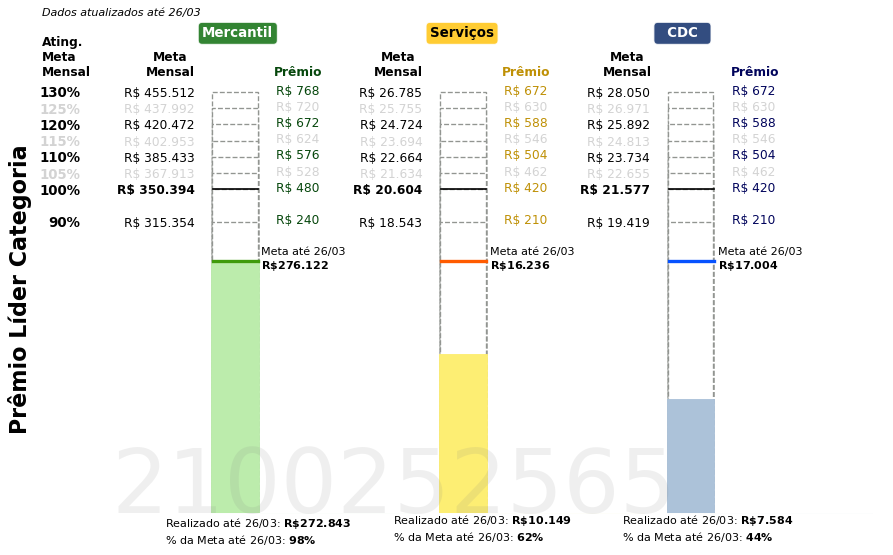 Dados atualizados até 26/03
Mercantil Serviços CDC
Ating. Meta Mensal
Meta Mensal Prêmio Meta Mensal Prêmio Meta Mensal Prêmio
130% R$ 455.512 R$ 768 R$ 26.785 R$ 672 R$ 28.050 R$ 672
125% R$ 437.992 R$ 720 R$ 25.755 R$ 630 R$ 26.971 R$ 630
120% R$ 420.472 R$ 672 R$ 24.724 R$ 588 R$ 25.892 R$ 588
115% R$ 402.953 R$ 624 R$ 23.694 R$ 546 R$ 24.813 R$ 546
110% R$ 385.433 R$ 576 R$ 22.664 R$ 504 R$ 23.734 R$ 504
105% R$ 367.913 R$ 528 R$ 21.634 R$ 462 R$ 22.655 R$ 462
100% R$ 350.394 R$ 480 R$ 20.604 R$ 420 R$ 21.577 R$ 420
90% R$ 315.354 R$ 240 R$ 18.543 R$ 210 R$ 19.419 R$ 210
Meta até 26/03 Meta até 26/03 Meta até 26/03
R$276.122 R$16.236 R$17.004
Prêmio Líder Categoria
2100252565
Realizado até 26/03: R$272.843 Realizado até 26/03: R$10.149 Realizado até 26/03: R$7.584
% da Meta até 26/03: 98% % da Meta até 26/03: 62% % da Meta até 26/03: 44%